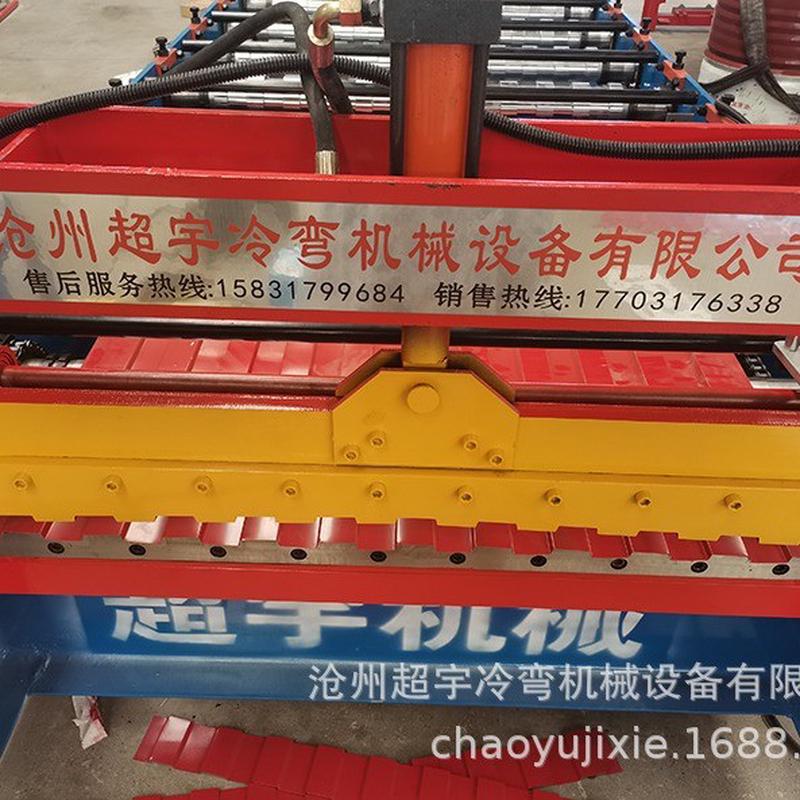 沧州超宇冷弯机械设备有限公司
售后服务热线:15831799684 销售热线:17703176338
超宇机械
沧州超宇冷弯机械设备有限
chaoyujixie.1688.